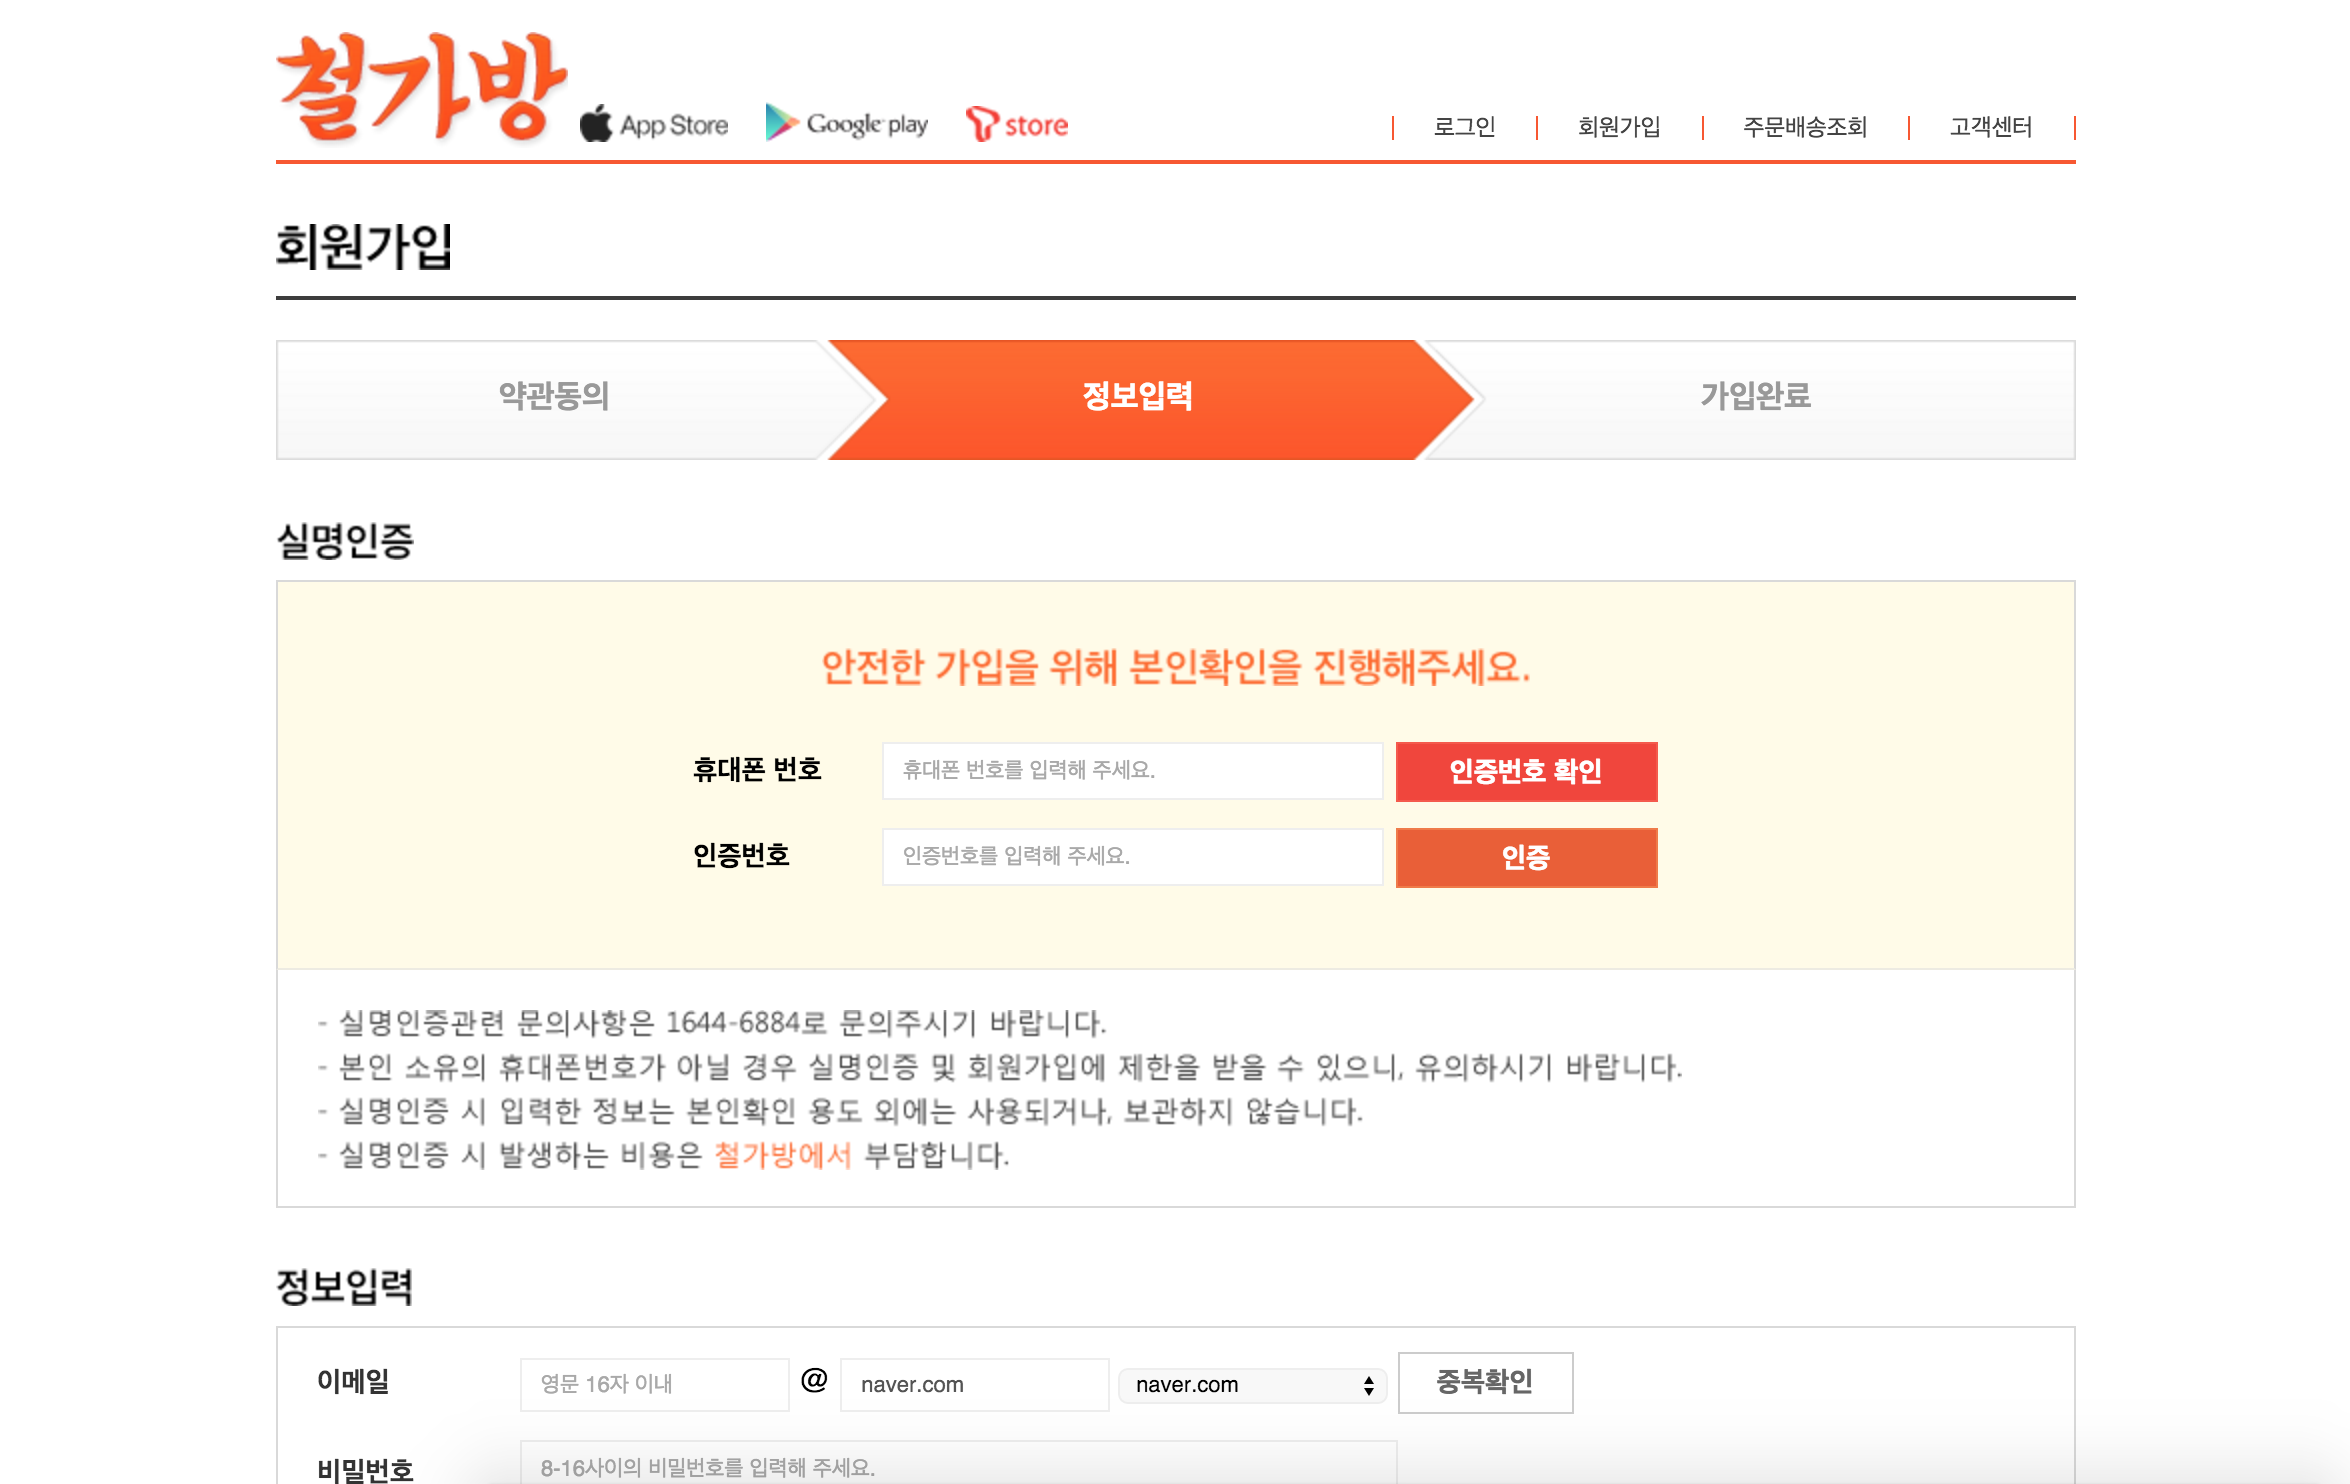 철가방
App Store
Google play
T store
로그인
회원가입
주문배송조회
고객센터
회원가입
약관동의
정보입력
가입완료
실명인증
안전한 가입을 위해 본인확인을 진행해주세요.
휴대폰 번호
휴대폰 번호를 입력해 주세요.
인증번호 확인
인증번호
인증번호를 입력해 주세요.
인증
- 실명인증관련 문의사항은 1644-6884로 문의주시기 바랍니다.
- 본인 소유의 휴대폰번호가 아닐 경우 실명인증 및 회원가입에 제한을 받을 수 있으니, 유의하시기 바랍니다.
- 실명인증 시 입력한 정보는 본인확인 용도 외에는 사용되거나, 보관하지 않습니다.
- 실명인증 시 발생하는 비용은 철가방에서 부담합니다.
정보입력
이메일
영문 16자 이내
@
naver.com
naver.com
중복확인
비밀번호
8-16사이의 비밀번호를 입력해 주세요.